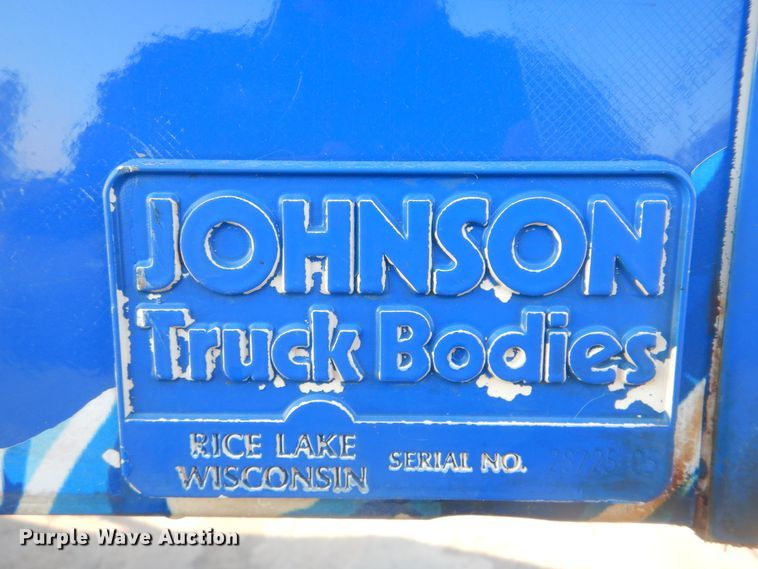 JOHNSON
Truck Bodies
RICE LAKE
WISCONSIN
SERIAL NO.
Purple Wave Auction